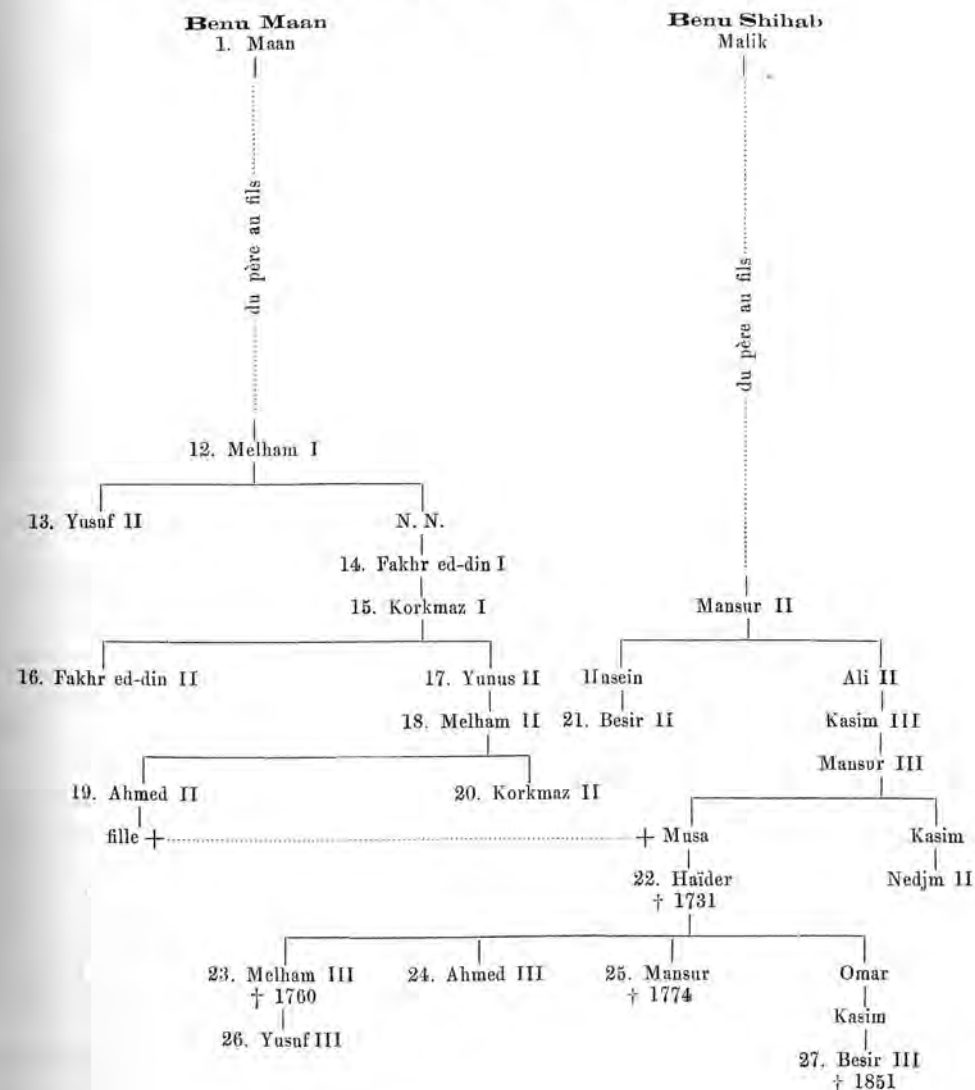 Benu Maan
1. Maan
Benu Shihab
Malik
du père au fils
du père au fils
12. Melham I
13. Yusuf II
N. N.
14. Fakhr ed-din I
15. Korkmaz I
Mansur II
16. Fakhr ed-din II
17. Yunus II
Husein
Ali II
18. Melham II
21. Besir II
Kasim III
Mansur III
19. Ahmed II
20. Korkmaz II
fille +
+ Musa
Kasim
22. Haïder
† 1731
Nedjm II
23. Melham III
† 1760
24. Ahmed III
25. Mansur
† 1774
Omar
26. Yusuf III
Kasim
27. Besir III
† 1851